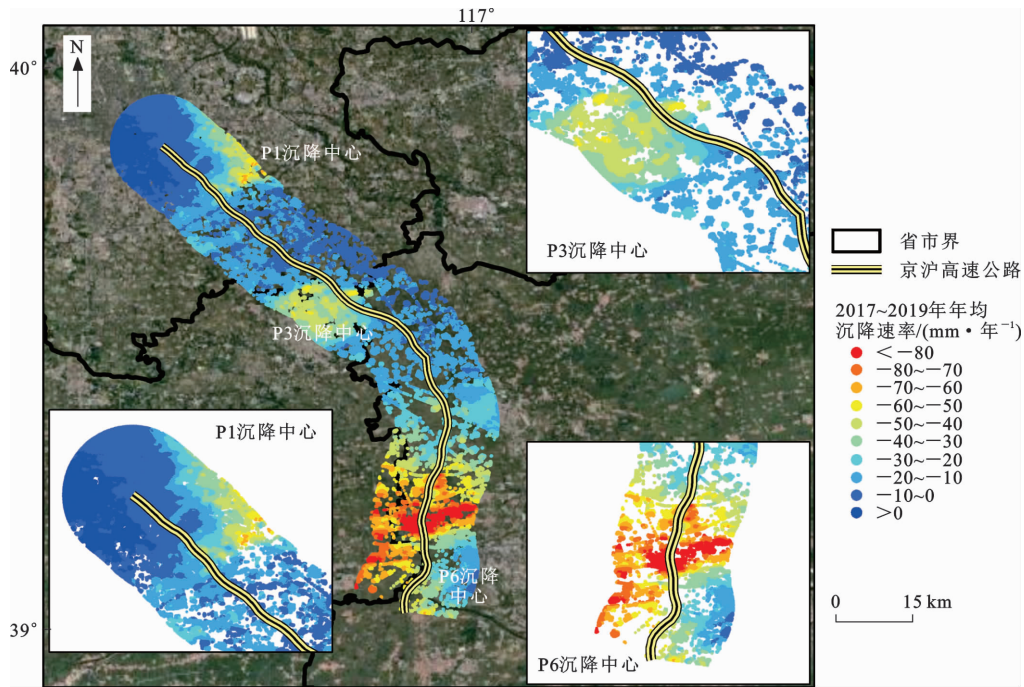 117°
40°
N
P1沉降中心
P3沉降中心
P3沉降中心
P1沉降中心
P6沉降
中心
39°
P6沉降中心
省市界
京沪高速公路
2017~2019年年均
沉降速率/(mm·年⁻¹)
<-80
-80~-70
-70~-60
-60~-50
-50~-40
-40~-30
-30~-20
-20~-10
-10~0
>0
0 15 km